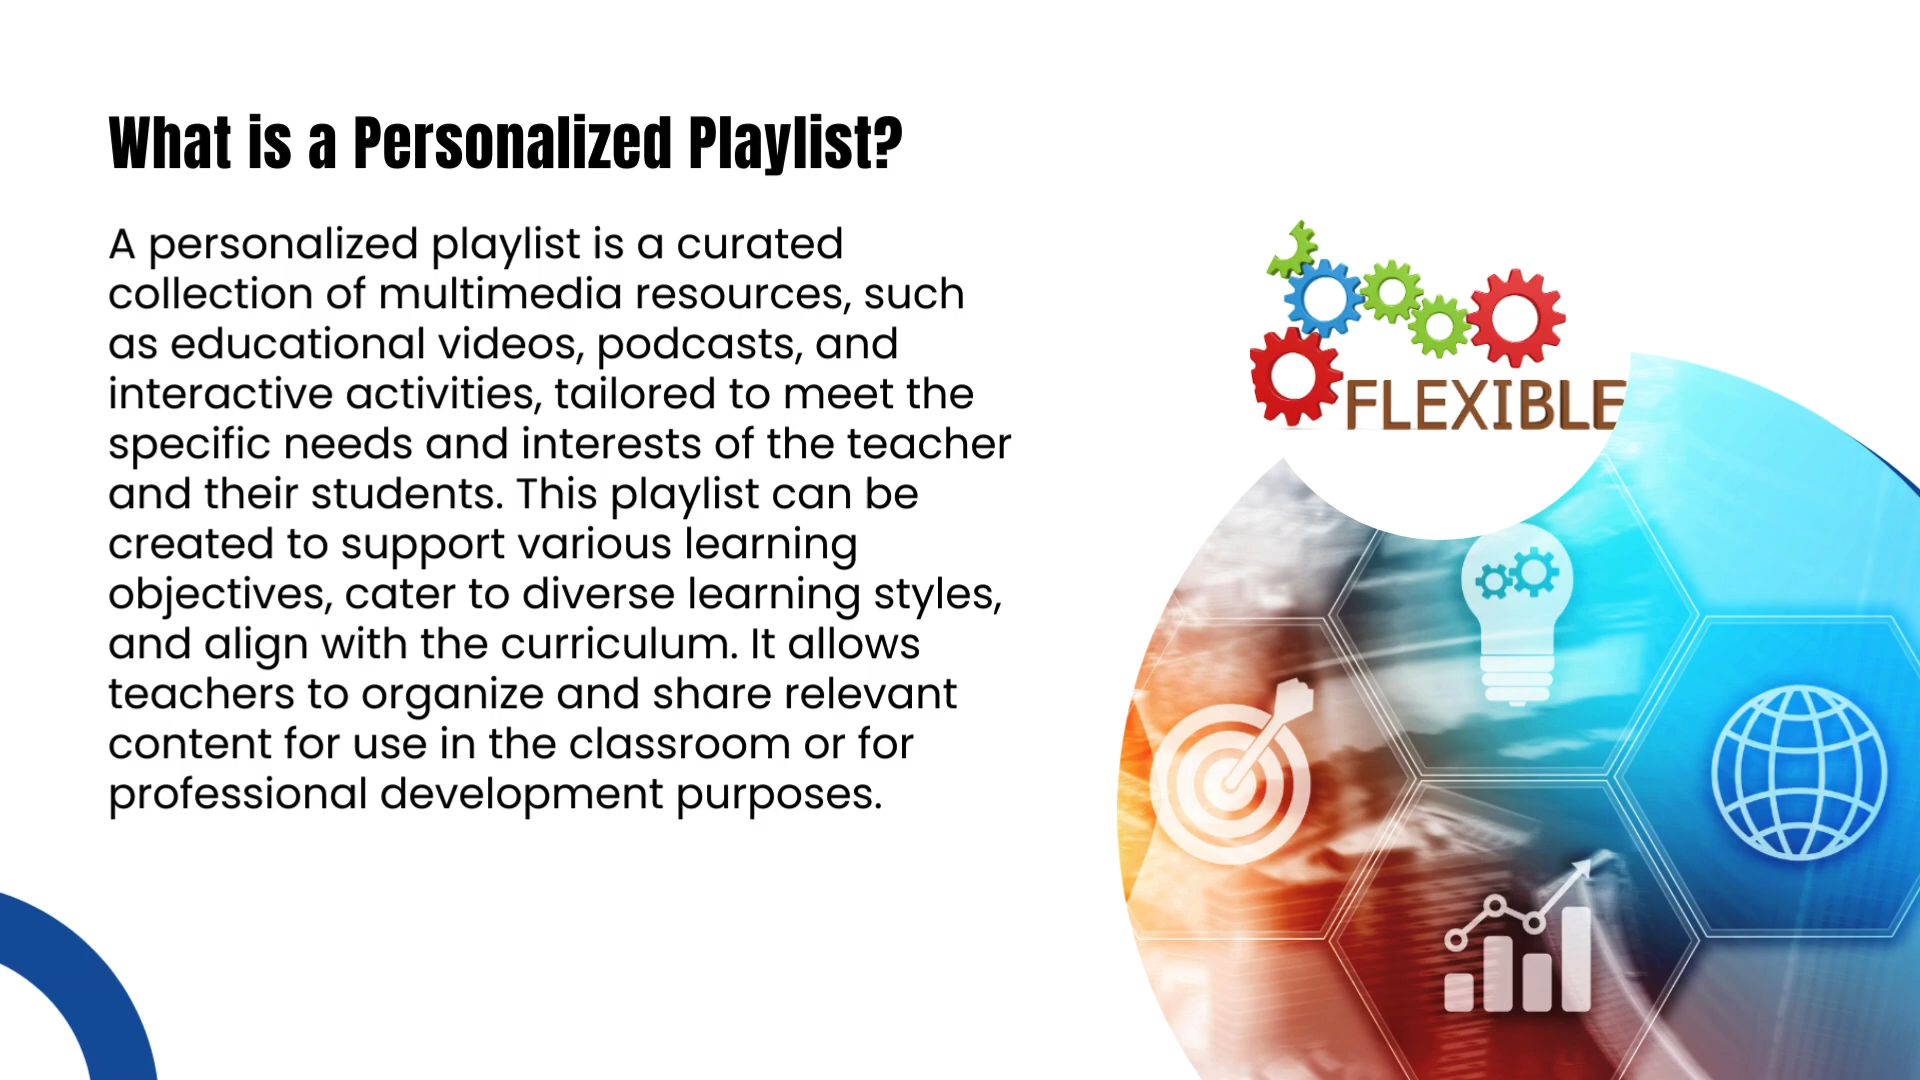 What is a Personalized Playlist?
A personalized playlist is a curated
collection of multimedia resources, such
as educational videos, podcasts, and
interactive activities, tailored to meet the
specific needs and interests of the teacher
and their students. This playlist can be
created to support various learning
objectives, cater to diverse learning styles,
and align with the curriculum. It allows
teachers to organize and share relevant
content for use in the classroom or for
professional development purposes.
FLEXIBLE